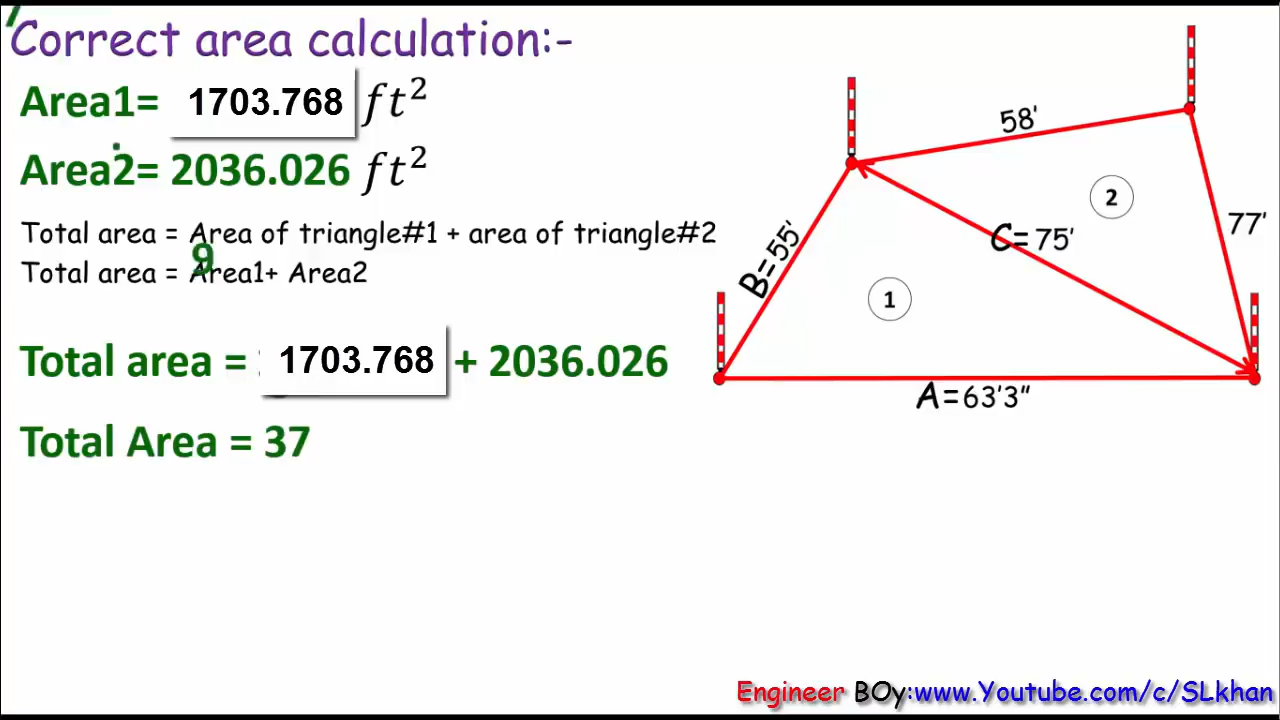 Correct area calculation:-
Area1= 1703.768 ft²
Area2= 2036.026 ft²
Total area = Area of triangle#1 + area of triangle#2
9
Total area = Area1+ Area2
Total area = 1703.768 + 2036.026
Total Area = 37
58'
2
77'
C=75'
B=55'
1
A=63'3"
Engineer BOy:www.Youtube.com/c/SLkhan